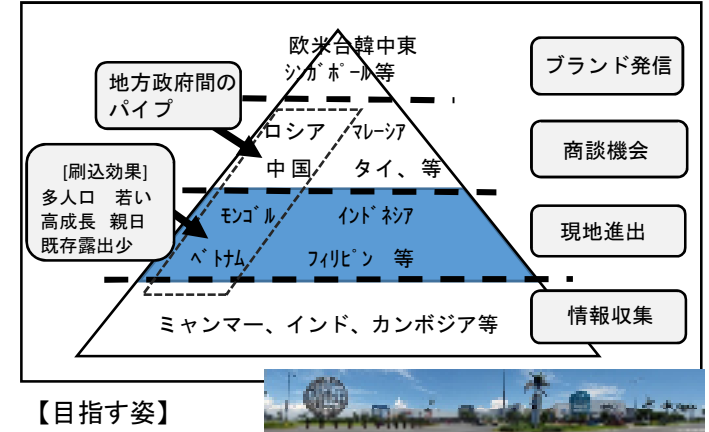 欧米台韓中東
シンガポール等
ブランド発信
地方政府間の
パイプ
ロシア マレーシア
商談機会
中国 タイ、等
[刷込効果]
多人口 若い
高成長 親日
既存露出少
モンゴル インドネシア
現地進出
ベトナム フィリピン 等
ミャンマー、インド、カンボジア等
情報収集
【目指す姿】